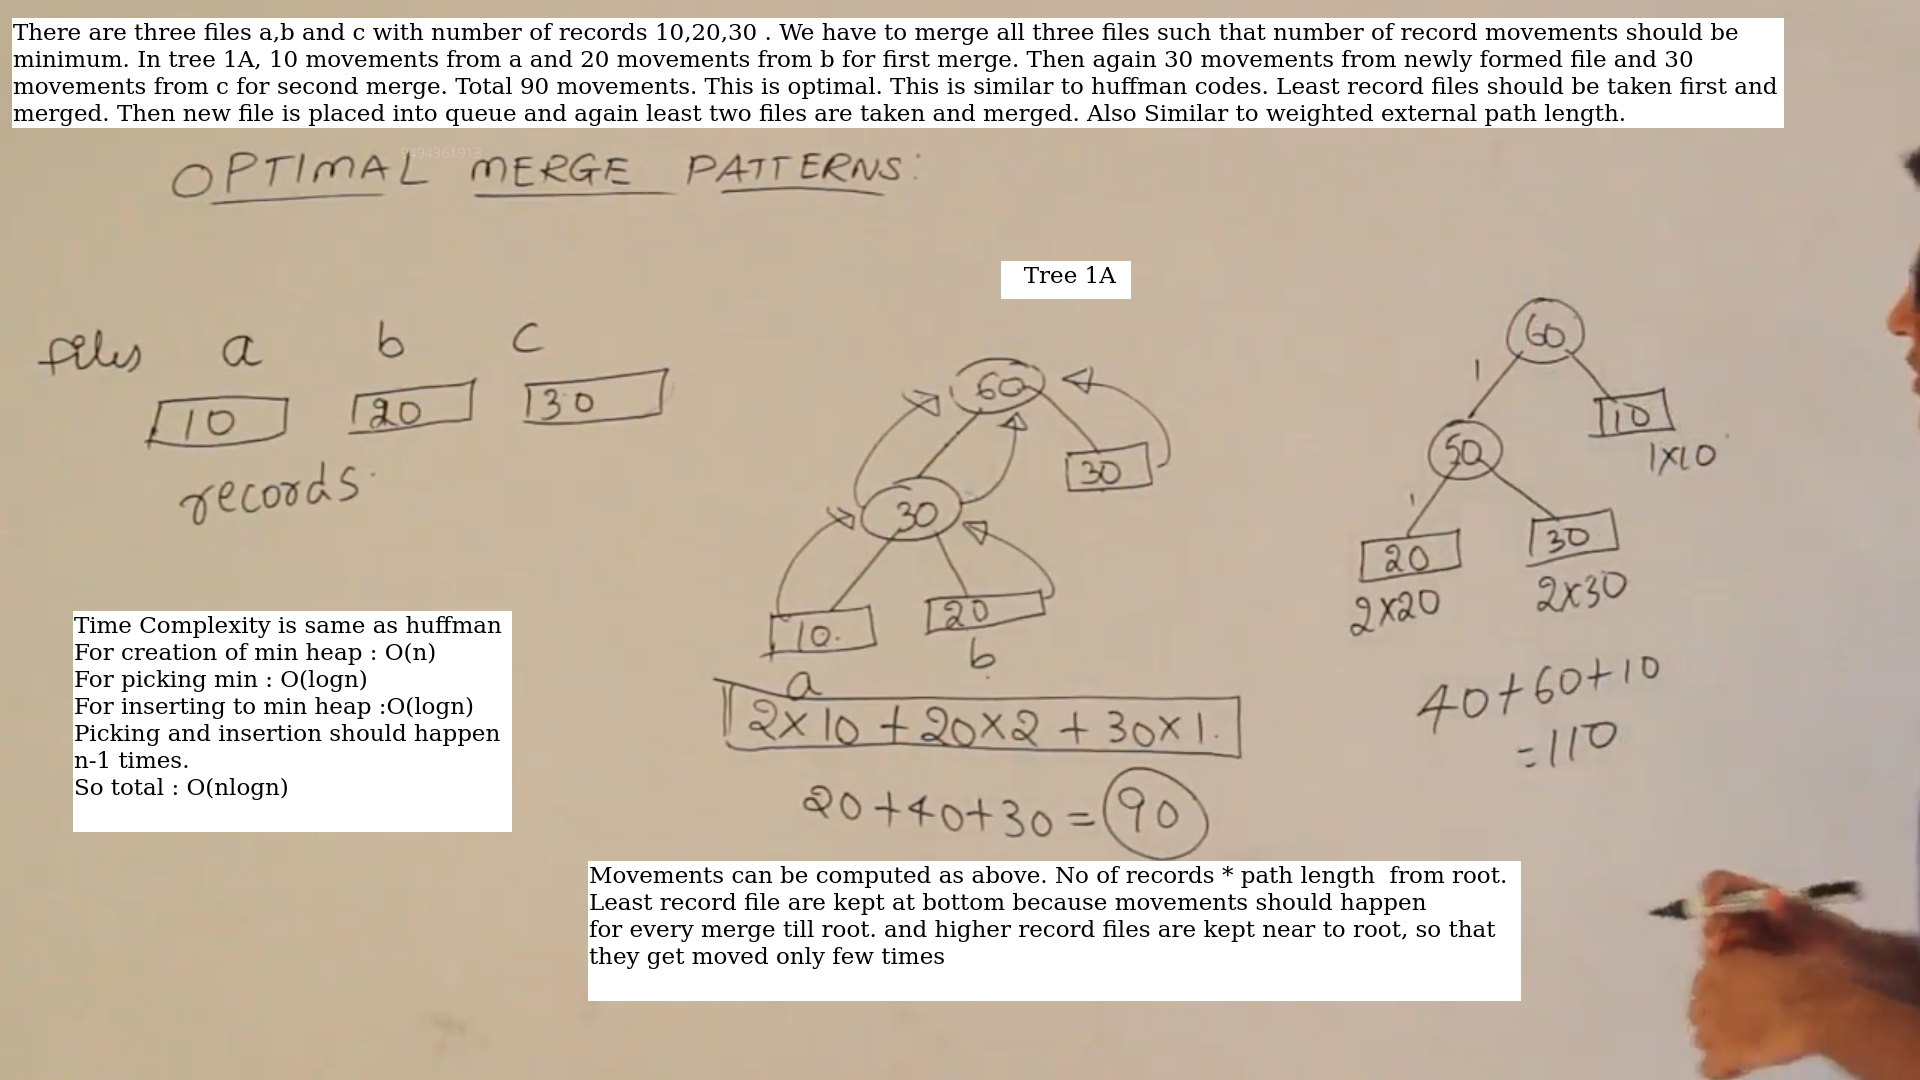 There are three files a,b and c with number of records 10,20,30 . We have to merge all three files such that number of record movements should be
minimum. In tree 1A, 10 movements from a and 20 movements from b for first merge. Then again 30 movements from newly formed file and 30
movements from c for second merge. Total 90 movements. This is optimal. This is similar to huffman codes. Least record files should be taken first and
merged. Then new file is placed into queue and again least two files are taken and merged. Also Similar to weighted external path length.
9494361913
OPTIMAL MERGE PATTERNS:
Tree 1A
files a b c
10 20 30
records.
60
30
30
10. 20
a b
2×10 + 20×2 + 30×1.
20+40+30 = 90
60
1
50 10
1×10
1
20 30
2×20 2×30
40+60+10
=110
Time Complexity is same as huffman
For creation of min heap : O(n)
For picking min : O(logn)
For inserting to min heap :O(logn)
Picking and insertion should happen
n-1 times.
So total : O(nlogn)
Movements can be computed as above. No of records * path length  from root.
Least record file are kept at bottom because movements should happen
for every merge till root. and higher record files are kept near to root, so that
they get moved only few times